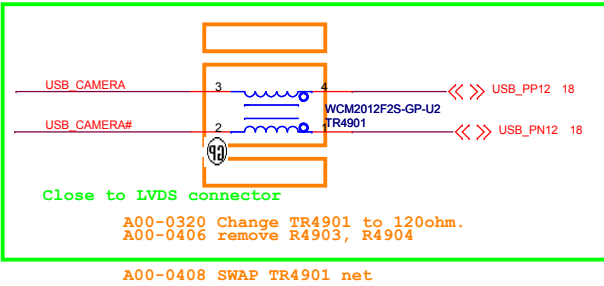 USB_CAMERA 3 4 USB_PP12 18
WCM2012F2S-GP-U2
TR4901
USB_CAMERA# 2 1 USB_PN12 18
GP
Close to LVDS connector
A00-0320 Change TR4901 to 120ohm.
A00-0406 remove R4903, R4904
A00-0408 SWAP TR4901 net